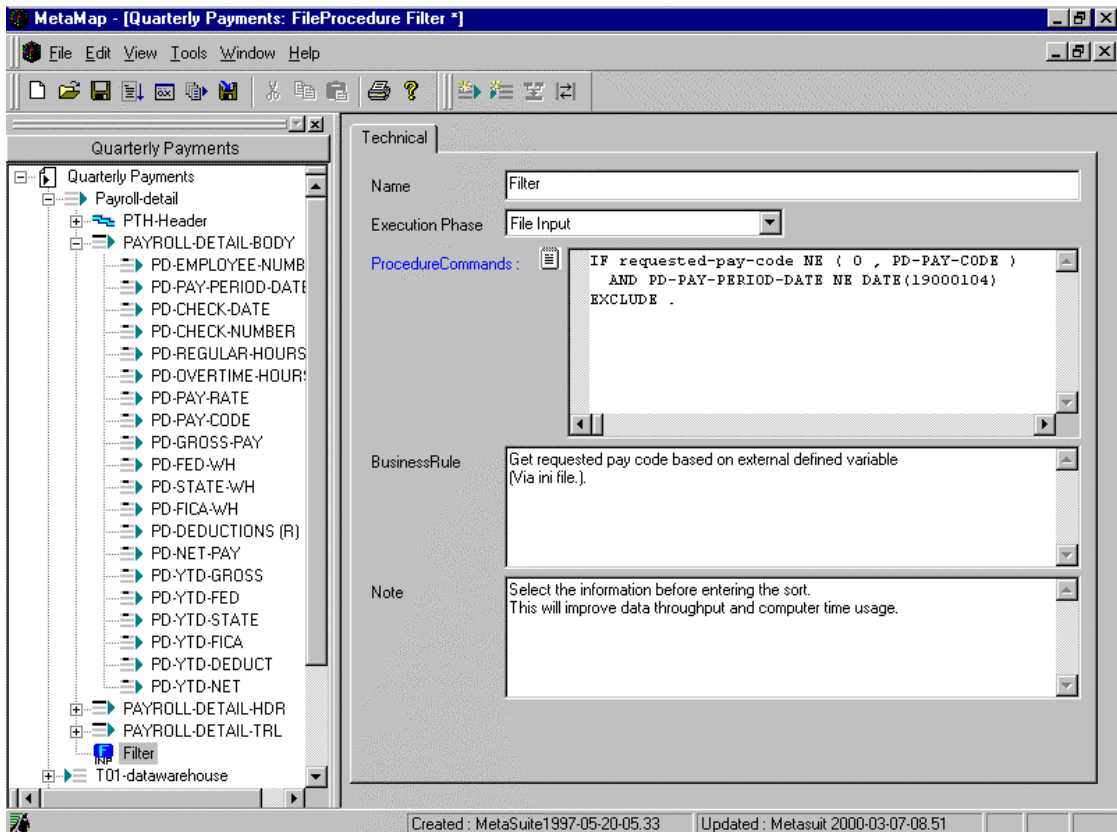 MetaMap - [Quarterly Payments: FileProcedure Filter *]
File Edit View Tools Window Help
Quarterly Payments
Quarterly Payments
Payroll-detail
PTH-Header
PAYROLL-DETAIL-BODY
PD-EMPLOYEE-NUMB
PD-PAY-PERIOD-DATE
PD-CHECK-DATE
PD-CHECK-NUMBER
PD-REGULAR-HOURS
PD-OVERTIME-HOURS
PD-PAY-RATE
PD-PAY-CODE
PD-GROSS-PAY
PD-FED-WH
PD-STATE-WH
PD-FICA-WH
PD-DEDUCTIONS (R)
PD-NET-PAY
PD-YTD-GROSS
PD-YTD-FED
PD-YTD-STATE
PD-YTD-FICA
PD-YTD-DEDUCT
PD-YTD-NET
PAYROLL-DETAIL-HDR
PAYROLL-DETAIL-TRL
F INP Filter
T01-datawarehouse
Technical
Name Filter
Execution Phase File Input
ProcedureCommands :
IF requested-pay-code NE ( 0 , PD-PAY-CODE )
AND PD-PAY-PERIOD-DATE NE DATE(19000104)
EXCLUDE .
BusinessRule
Get requested pay code based on external defined variable
(Via ini file.).
Note
Select the information before entering the sort.
This will improve data throughput and computer time usage.
Created : MetaSuite1997-05-20-05.33 Updated : Metasuit 2000-03-07-08.51